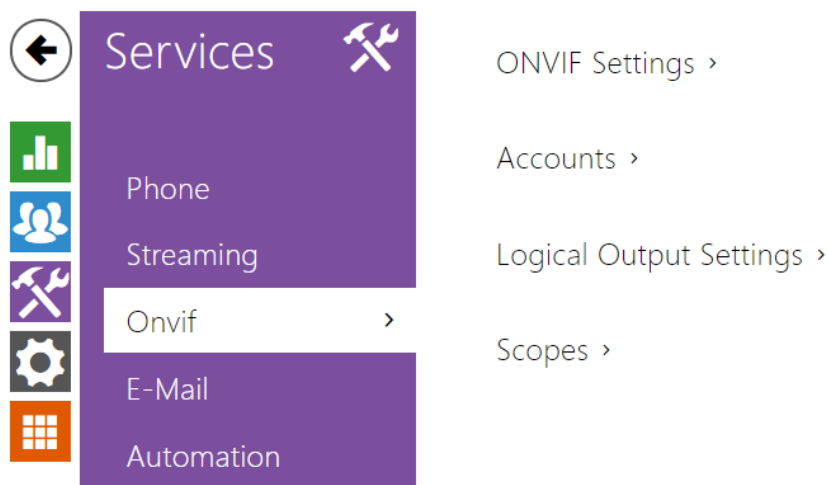 Services
Phone
Streaming
Onvif
E-Mail
Automation
ONVIF Settings
Accounts
Logical Output Settings
Scopes